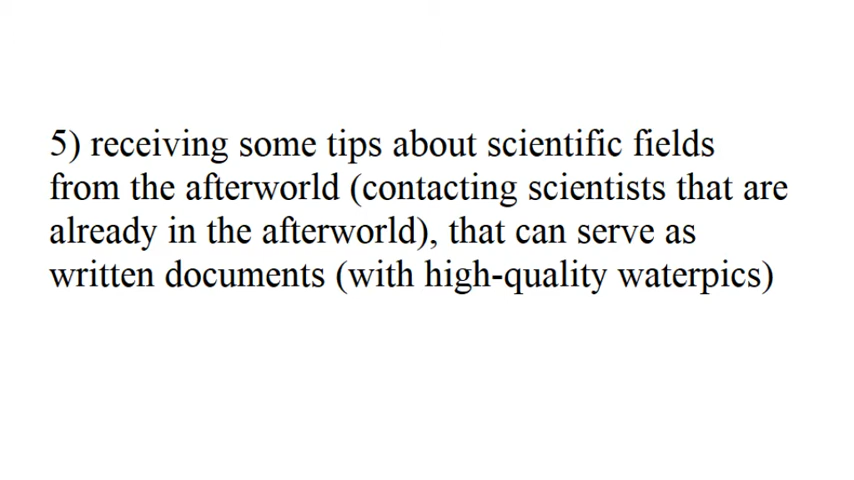 5) receiving some tips about scientific fields
from the afterworld (contacting scientists that are
already in the afterworld), that can serve as
written documents (with high-quality waterpics)